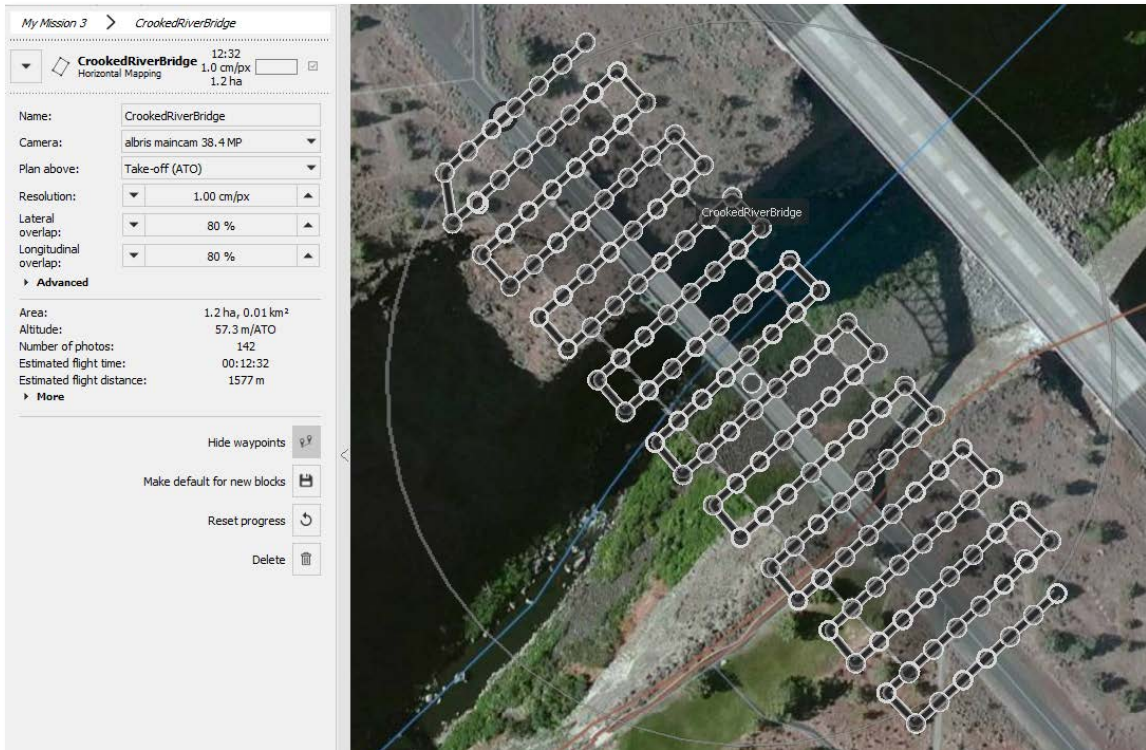 My Mission 3 > CrookedRiverBridge
CrookedRiverBridge
Horizontal Mapping
12:32
1.0 cm/px
1.2 ha
Name: CrookedRiverBridge
Camera: albris maincam 38.4 MP
Plan above: Take-off (ATO)
Resolution: 1.00 cm/px
Lateral
overlap: 80 %
Longitudinal
overlap: 80 %
Advanced
Area: 1.2 ha, 0.01 km²
Altitude: 57.3 m/ATO
Number of photos: 142
Estimated flight time: 00:12:32
Estimated flight distance: 1577 m
More
Hide waypoints
Make default for new blocks
Reset progress
Delete
CrookedRiverBridge